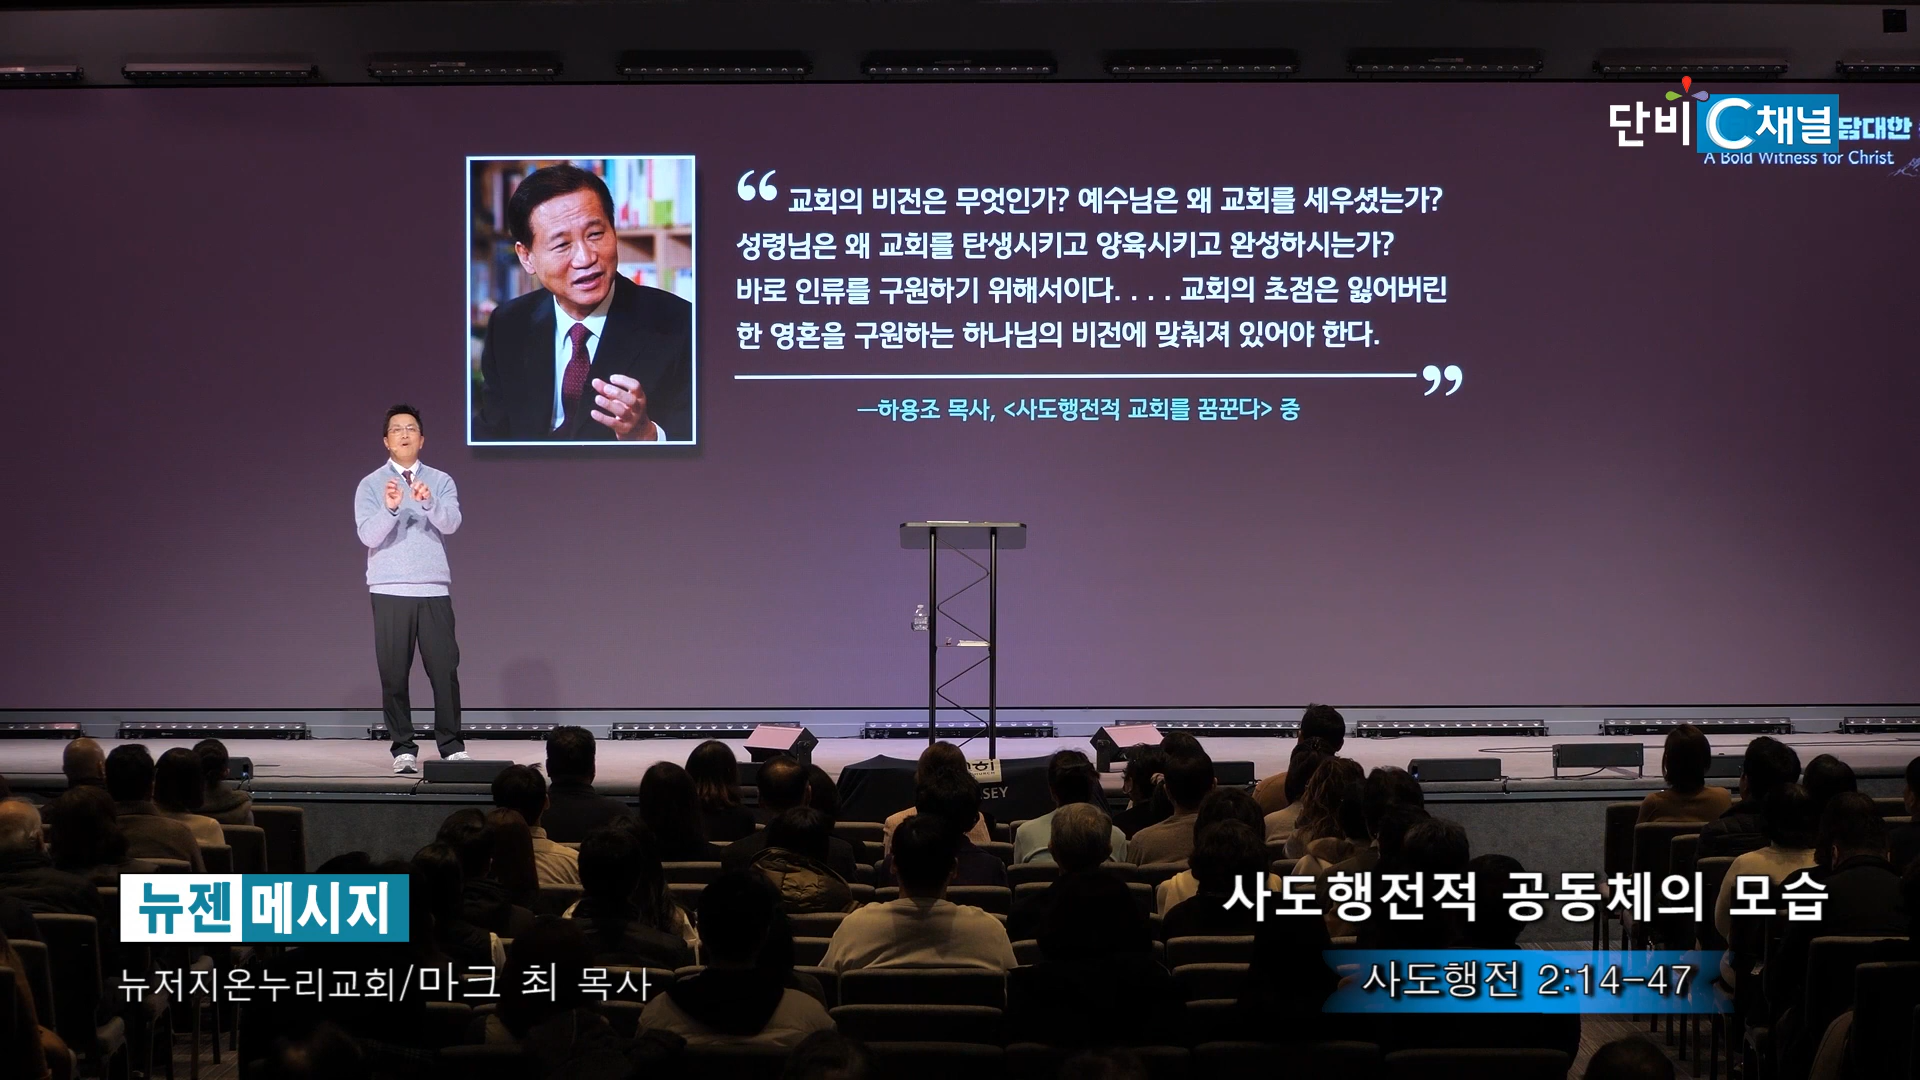 단비 C채널
담대한
A Bold Witness for Christ
“ 교회의 비전은 무엇인가? 예수님은 왜 교회를 세우셨는가?
성령님은 왜 교회를 탄생시키고 양육시키고 완성하시는가?
바로 인류를 구원하기 위해서이다. . . . 교회의 초점은 잃어버린
한 영혼을 구원하는 하나님의 비전에 맞춰져 있어야 한다. ”
—하용조 목사, <사도행전적 교회를 꿈꾼다> 중
뉴젠 메시지
뉴저지온누리교회/마크 최 목사
사도행전적 공동체의 모습
사도행전 2:14-47